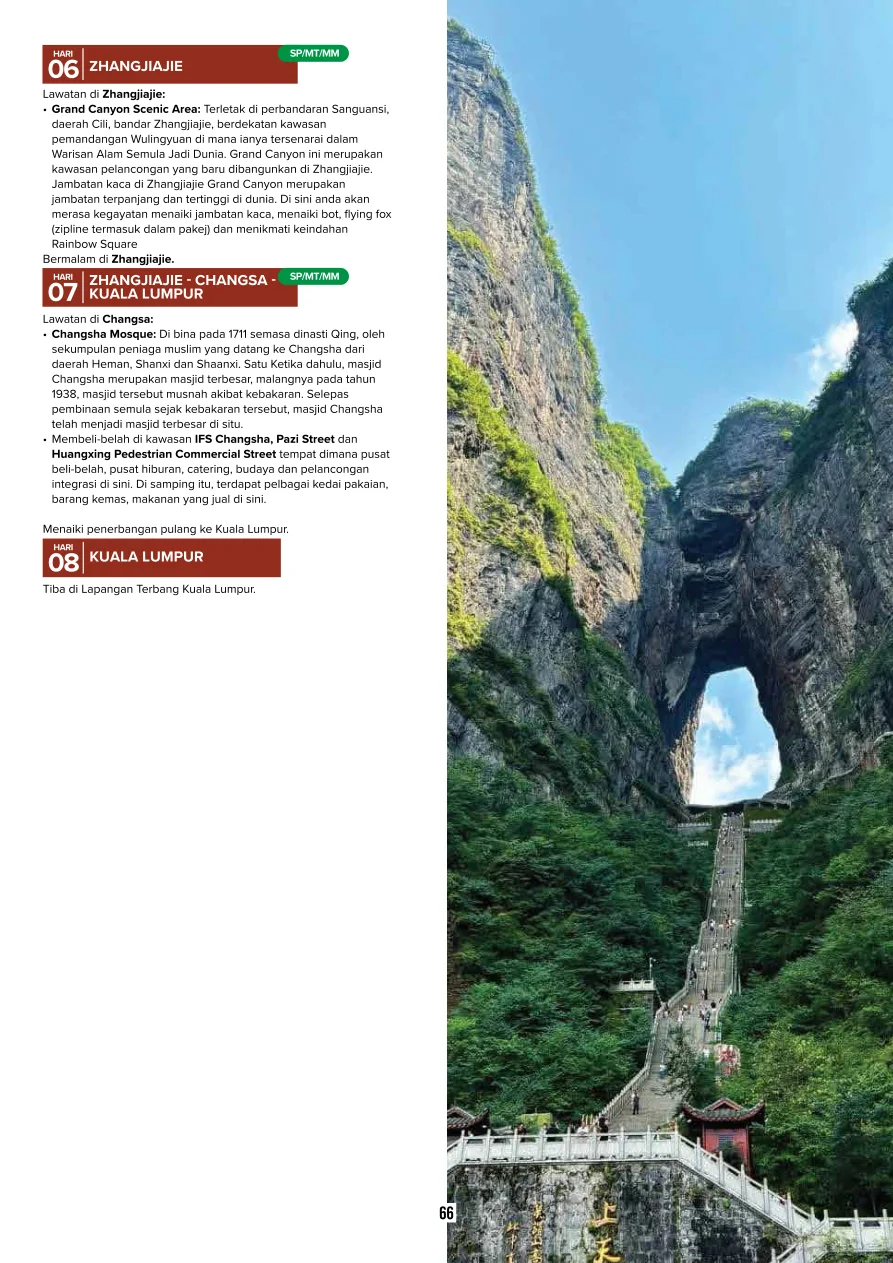 HARI
06
ZHANGJIAJIE
SP/MT/MM
Lawatan di Zhangjiajie:
• Grand Canyon Scenic Area: Terletak di perbandaran Sanguansi,
daerah Cili, bandar Zhangjiajie, berdekatan kawasan
pemandangan Wulingyuan di mana ianya tersenarai dalam
Warisan Alam Semula Jadi Dunia. Grand Canyon ini merupakan
kawasan pelancongan yang baru dibangunkan di Zhangjiajie.
Jambatan kaca di Zhangjiajie Grand Canyon merupakan
jambatan terpanjang dan tertinggi di dunia. Di sini anda akan
merasa kegayatan menaiki jambatan kaca, menaiki bot, flying fox
(zipline termasuk dalam pakej) dan menikmati keindahan
Rainbow Square
Bermalam di Zhangjiajie.
HARI
07
ZHANGJIAJIE - CHANGSA -
KUALA LUMPUR
SP/MT/MM
Lawatan di Changsa:
• Changsha Mosque: Di bina pada 1711 semasa dinasti Qing, oleh
sekumpulan peniaga muslim yang datang ke Changsha dari
daerah Heman, Shanxi dan Shaanxi. Satu Ketika dahulu, masjid
Changsha merupakan masjid terbesar, malangnya pada tahun
1938, masjid tersebut musnah akibat kebakaran. Selepas
pembinaan semula sejak kebakaran tersebut, masjid Changsha
telah menjadi masjid terbesar di situ.
• Membeli-belah di kawasan IFS Changsha, Pazi Street dan
Huangxing Pedestrian Commercial Street tempat dimana pusat
beli-belah, pusat hiburan, catering, budaya dan pelancongan
integrasi di sini. Di samping itu, terdapat pelbagai kedai pakaian,
barang kemas, makanan yang jual di sini.
Menaiki penerbangan pulang ke Kuala Lumpur.
HARI
08
KUALA LUMPUR
Tiba di Lapangan Terbang Kuala Lumpur.
上天
66